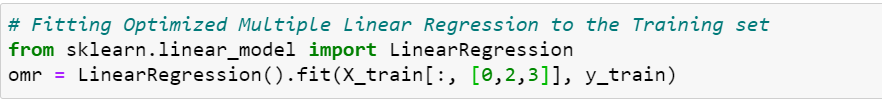 # Fitting Optimized Multiple Linear Regression to the Training set
from sklearn.linear_model import LinearRegression
omr = LinearRegression().fit(X_train[:, [0,2,3]], y_train)